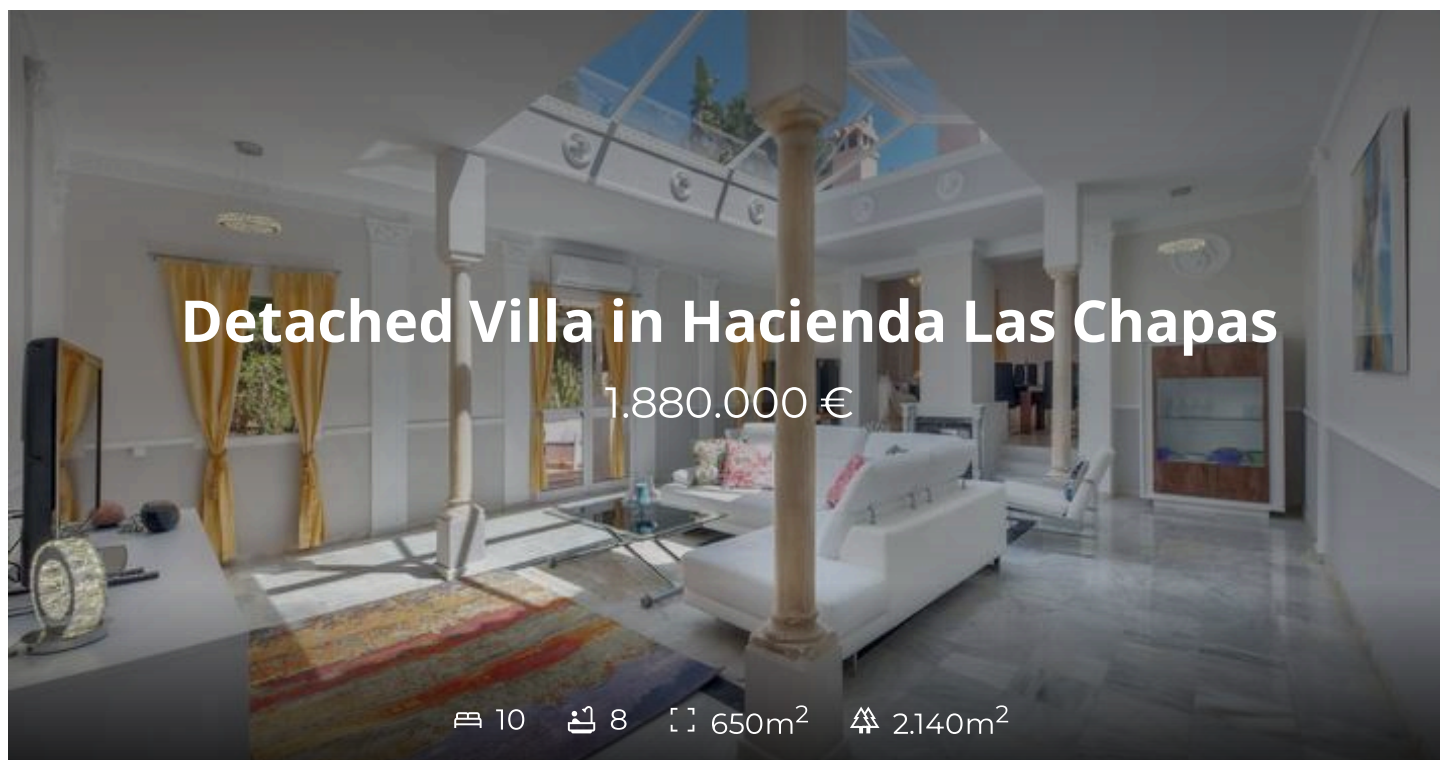 Detached Villa in Hacienda Las Chapas
1.880.000 €
10 8 650m² 2.140m²